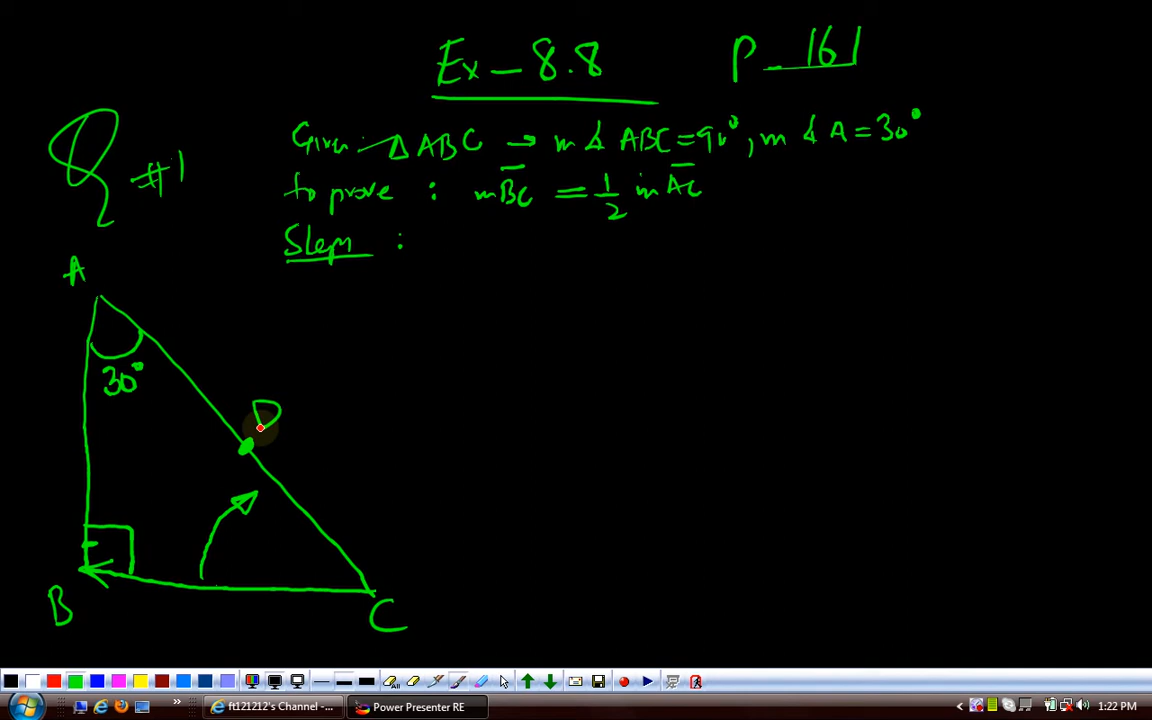 Ex - 8.8 P - 161
Q #1
Given △ABC → m∡ABC = 90°, m∡A = 30°
to prove : mBC = 1/2 mAC
:
A
30°
D
B
C
ft121212's Channel -...
Power Presenter RE
1:22 PM